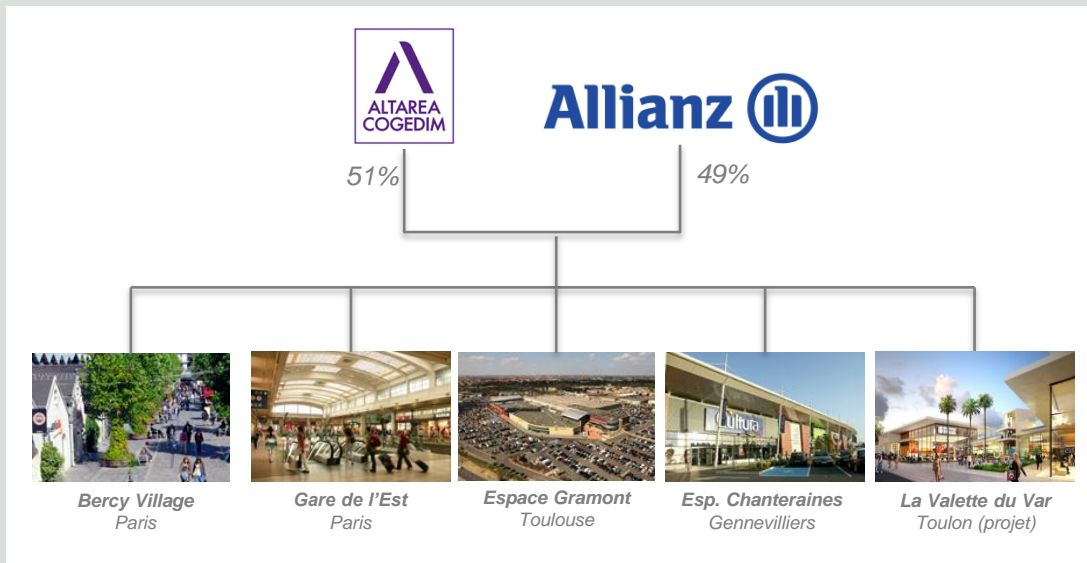 ALTAREA
COGEDIM
Allianz
51%
49%
Cultura
Bercy Village
Paris
Gare de l'Est
Paris
Espace Gramont
Toulouse
Esp. Chanteraines
Gennevilliers
La Valette du Var
Toulon (projet)